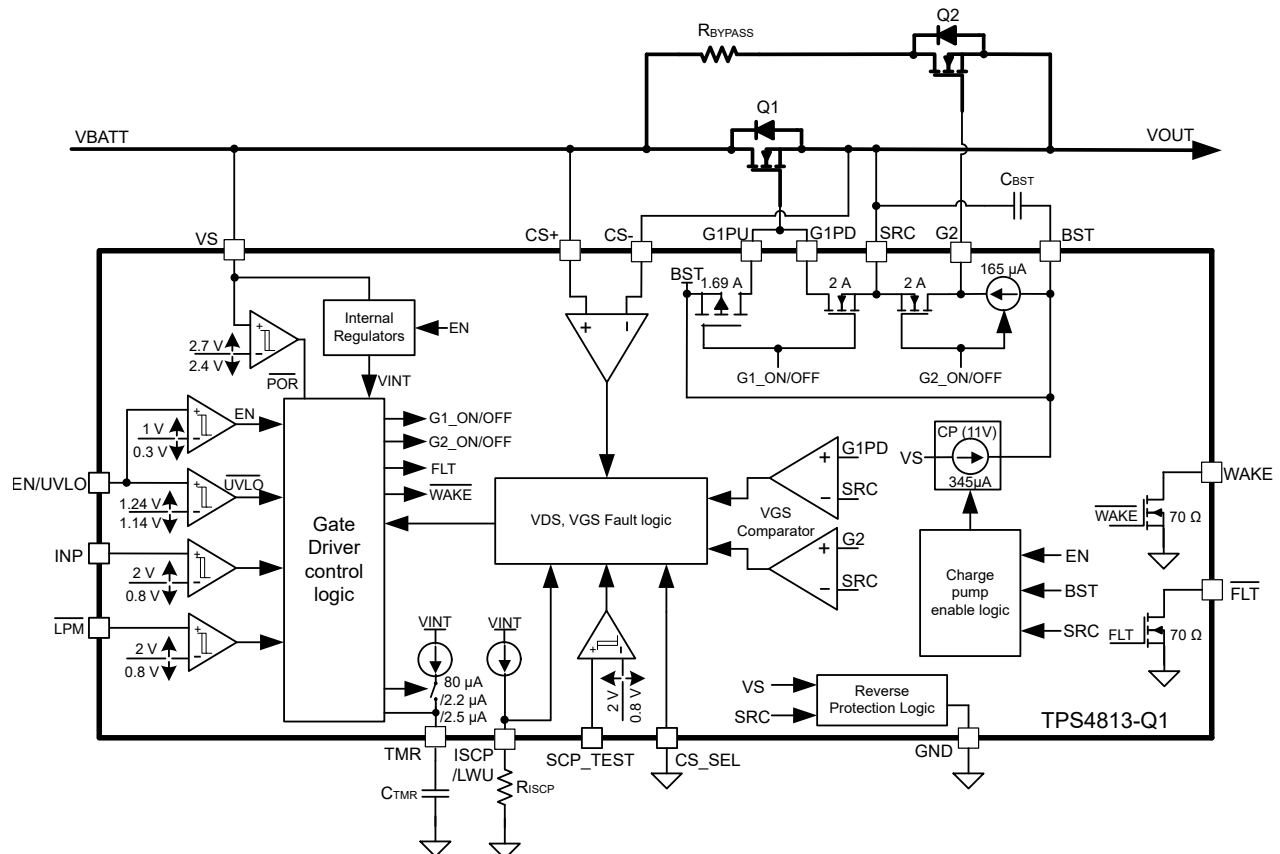 Q2
RBYPASS
Q1
VBATT
VOUT
CBST
VS
CS+
CS-
G1PU
G1PD
SRC
G2
BST
BST
1.69 A
2 A
2 A
165 µA
Internal
Regulators
EN
2.7 V
2.4 V
POR
VINT
G1_ON/OFF
G2_ON/OFF
EN
1 V
0.3 V
G1_ON/OFF
G2_ON/OFF
FLT
WAKE
CP (11V)
VS
345µA
EN/UVLO
UVLO
1.24 V
1.14 V
Gate
Driver
control
logic
VDS, VGS Fault logic
G1PD
SRC
VGS
Comparator
G2
SRC
WAKE
WAKE
70 Ω
INP
2 V
0.8 V
Charge
pump
enable logic
EN
BST
SRC
FLT
FLT
70 Ω
LPM
2 V
0.8 V
VINT
VINT
80 µA
/2.2 µA
/2.5 µA
2 V
0.8 V
VS
SRC
Reverse
Protection Logic
TPS4813-Q1
TMR
ISCP
/LWU
SCP_TEST
CS_SEL
GND
CTMR
RISCP